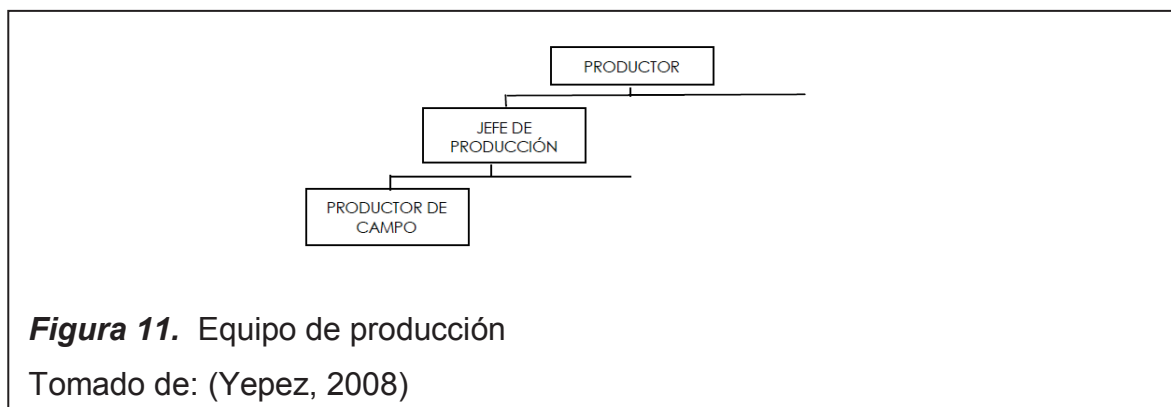 PRODUCTOR
JEFE DE
PRODUCCIÓN
PRODUCTOR DE
CAMPO
Figura 11. Equipo de producción
Tomado de: (Yepez, 2008)